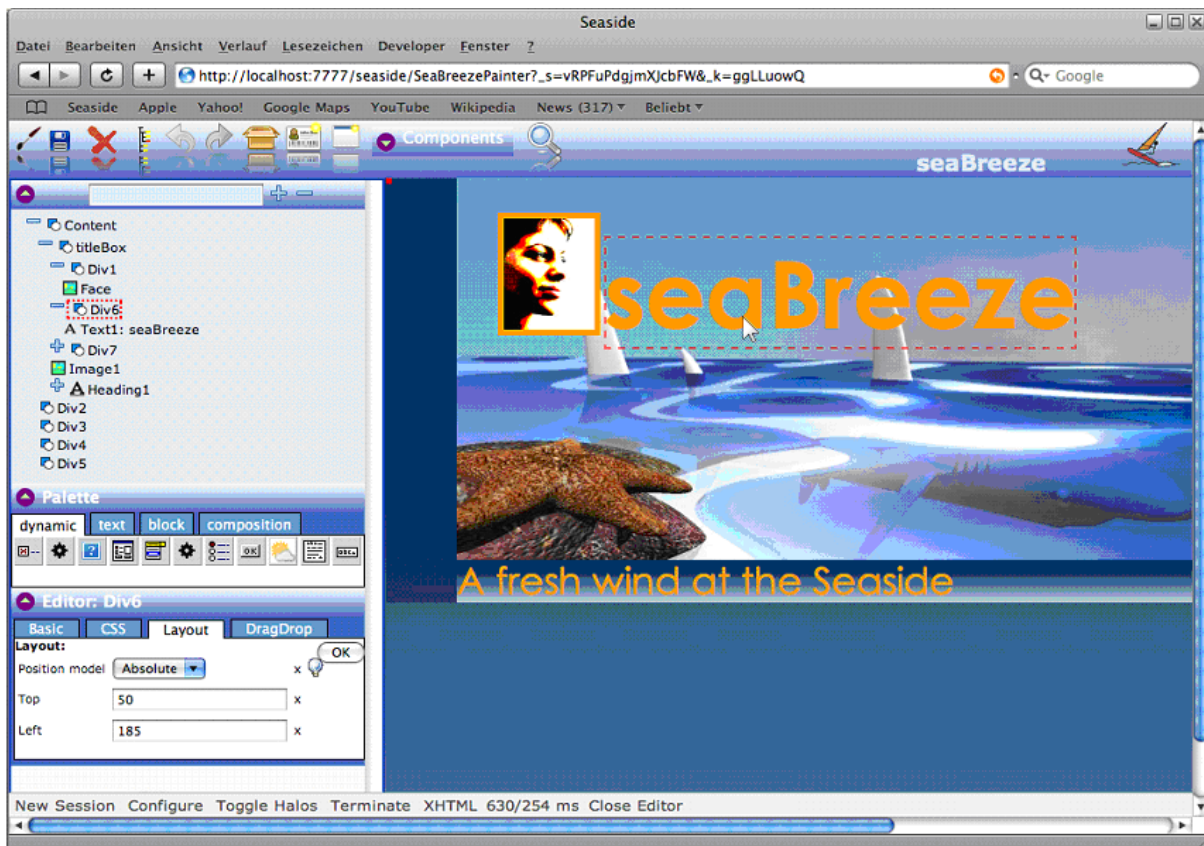 Seaside
Datei Bearbeiten Ansicht Verlauf Lesezeichen Developer Fenster ?
http://localhost:7777/seaside/SeaBreezePainter?_s=vRPFuPdgjmXJcbFW&_k=ggLLuowQ
Google
Seaside Apple Yahoo! Google Maps YouTube Wikipedia News (317) Beliebt
Components
seaBreeze
Content
titleBox
Div1
Face
Div6
A Text1: seaBreeze
Div7
Image1
A Heading1
Div2
Div3
Div4
Div5
seaBreeze
A fresh wind at the Seaside
Palette
dynamic text block composition
OK
Editor: Div6
Basic CSS Layout DragDrop
Layout:
OK
Position model Absolute x
Top 50 x
Left 185 x
New Session Configure Toggle Halos Terminate XHTML 630/254 ms Close Editor